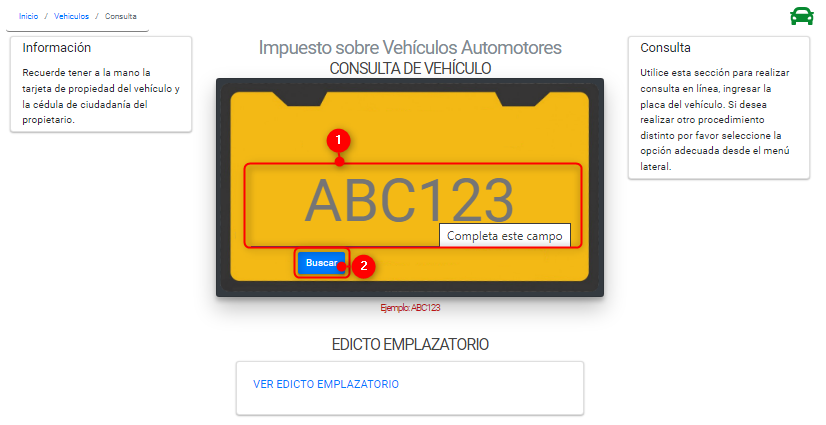 Inicio / Vehículos / Consulta
Información
Recuerde tener a la mano la
tarjeta de propiedad del vehículo y
la cédula de ciudadanía del
propietario.
Impuesto sobre Vehículos Automotores
CONSULTA DE VEHÍCULO
1
ABC123
Completa este campo
Buscar
2
Ejemplo: ABC123
EDICTO EMPLAZATORIO
VER EDICTO EMPLAZATORIO
Consulta
Utilice esta sección para realizar
consulta en línea, ingresar la
placa del vehículo. Si desea
realizar otro procedimiento
distinto por favor seleccione la
opción adecuada desde el menú
lateral.